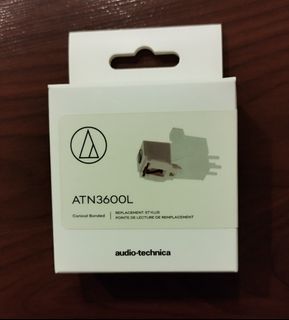 ATN3600L
Conical Bonded
REPLACEMENT STYLUS
POINTE DE LECTURE DE REMPLACEMENT
audio-technica